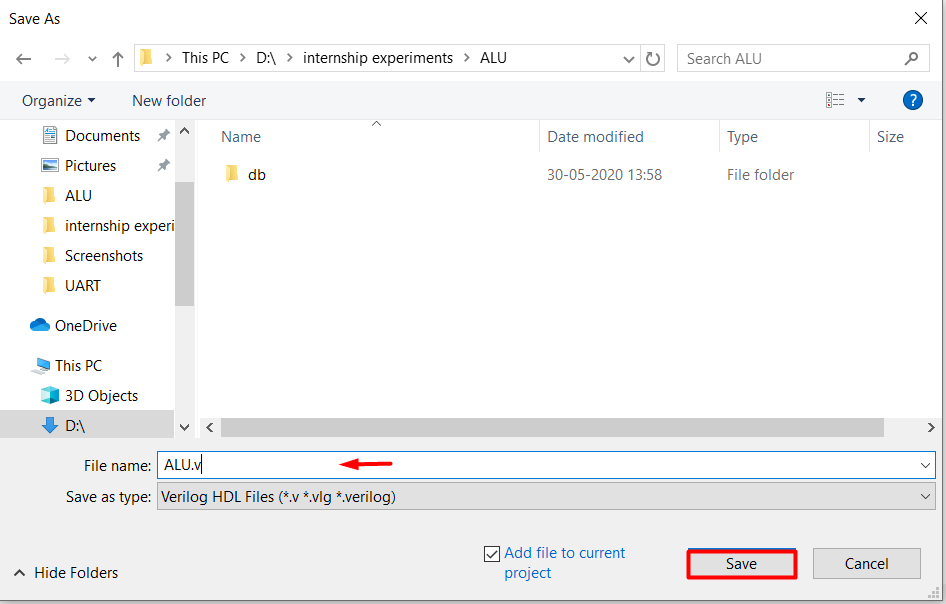 Save As
This PC > D:\ > internship experiments > ALU
Search ALU
Organize
New folder
?
Name
Date modified
Type
Size
Documents
Pictures
ALU
internship experi
Screenshots
UART
OneDrive
This PC
3D Objects
D:\
db
30-05-2020 13:58
File folder
File name: ALU.v
Save as type: Verilog HDL Files (*.v *.vlg *.verilog)
Add file to current
project
Save
Cancel
Hide Folders